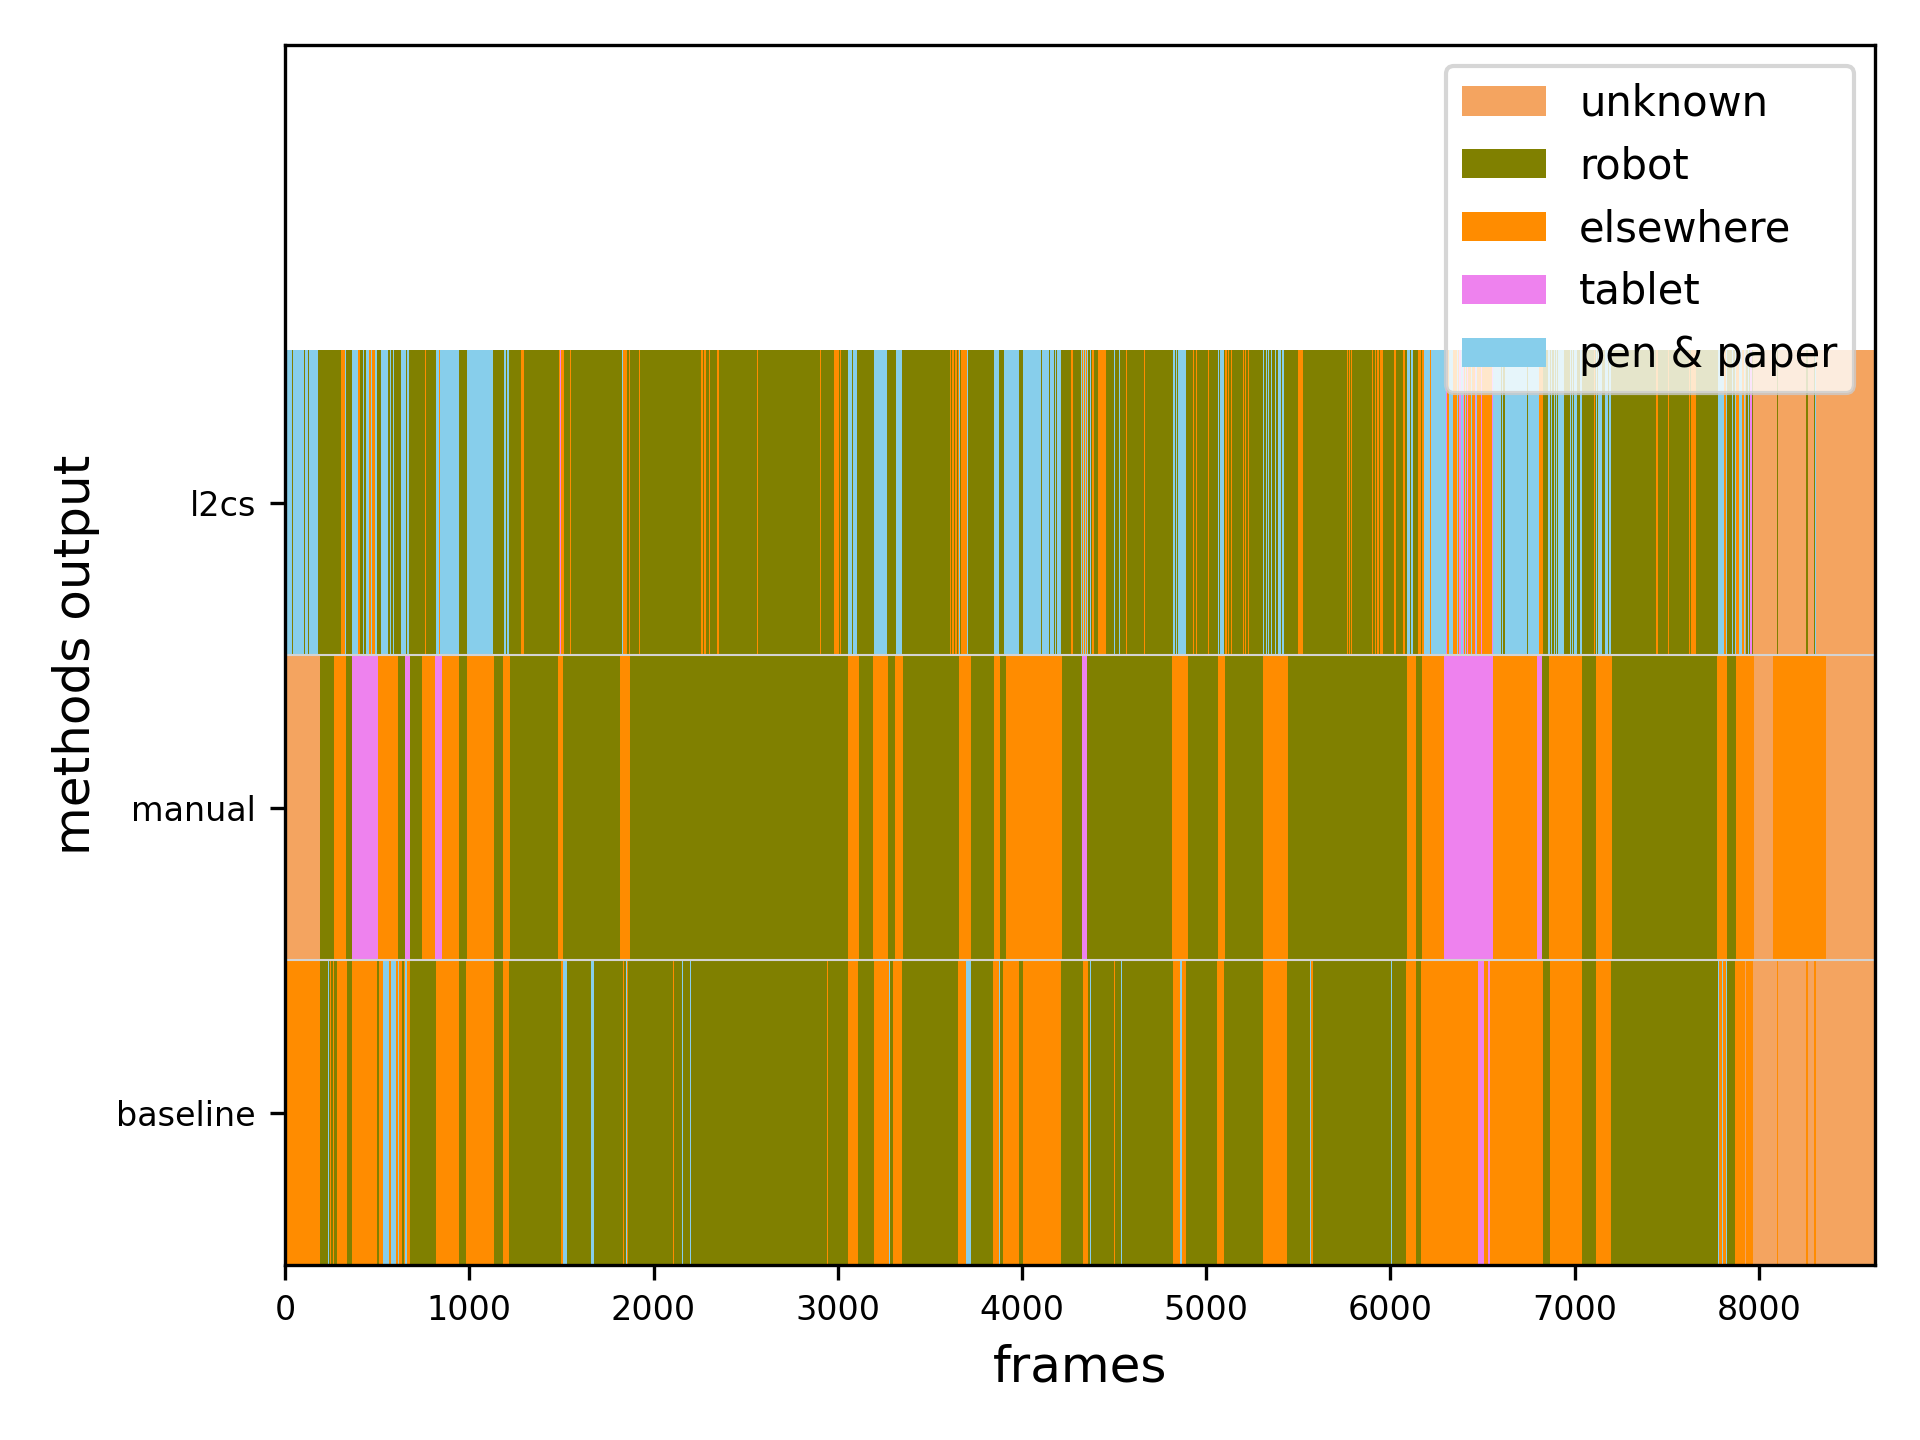 unknown
robot
elsewhere
tablet
pen & paper
methods output
l2cs
manual
baseline
0 1000 2000 3000 4000 5000 6000 7000 8000
frames